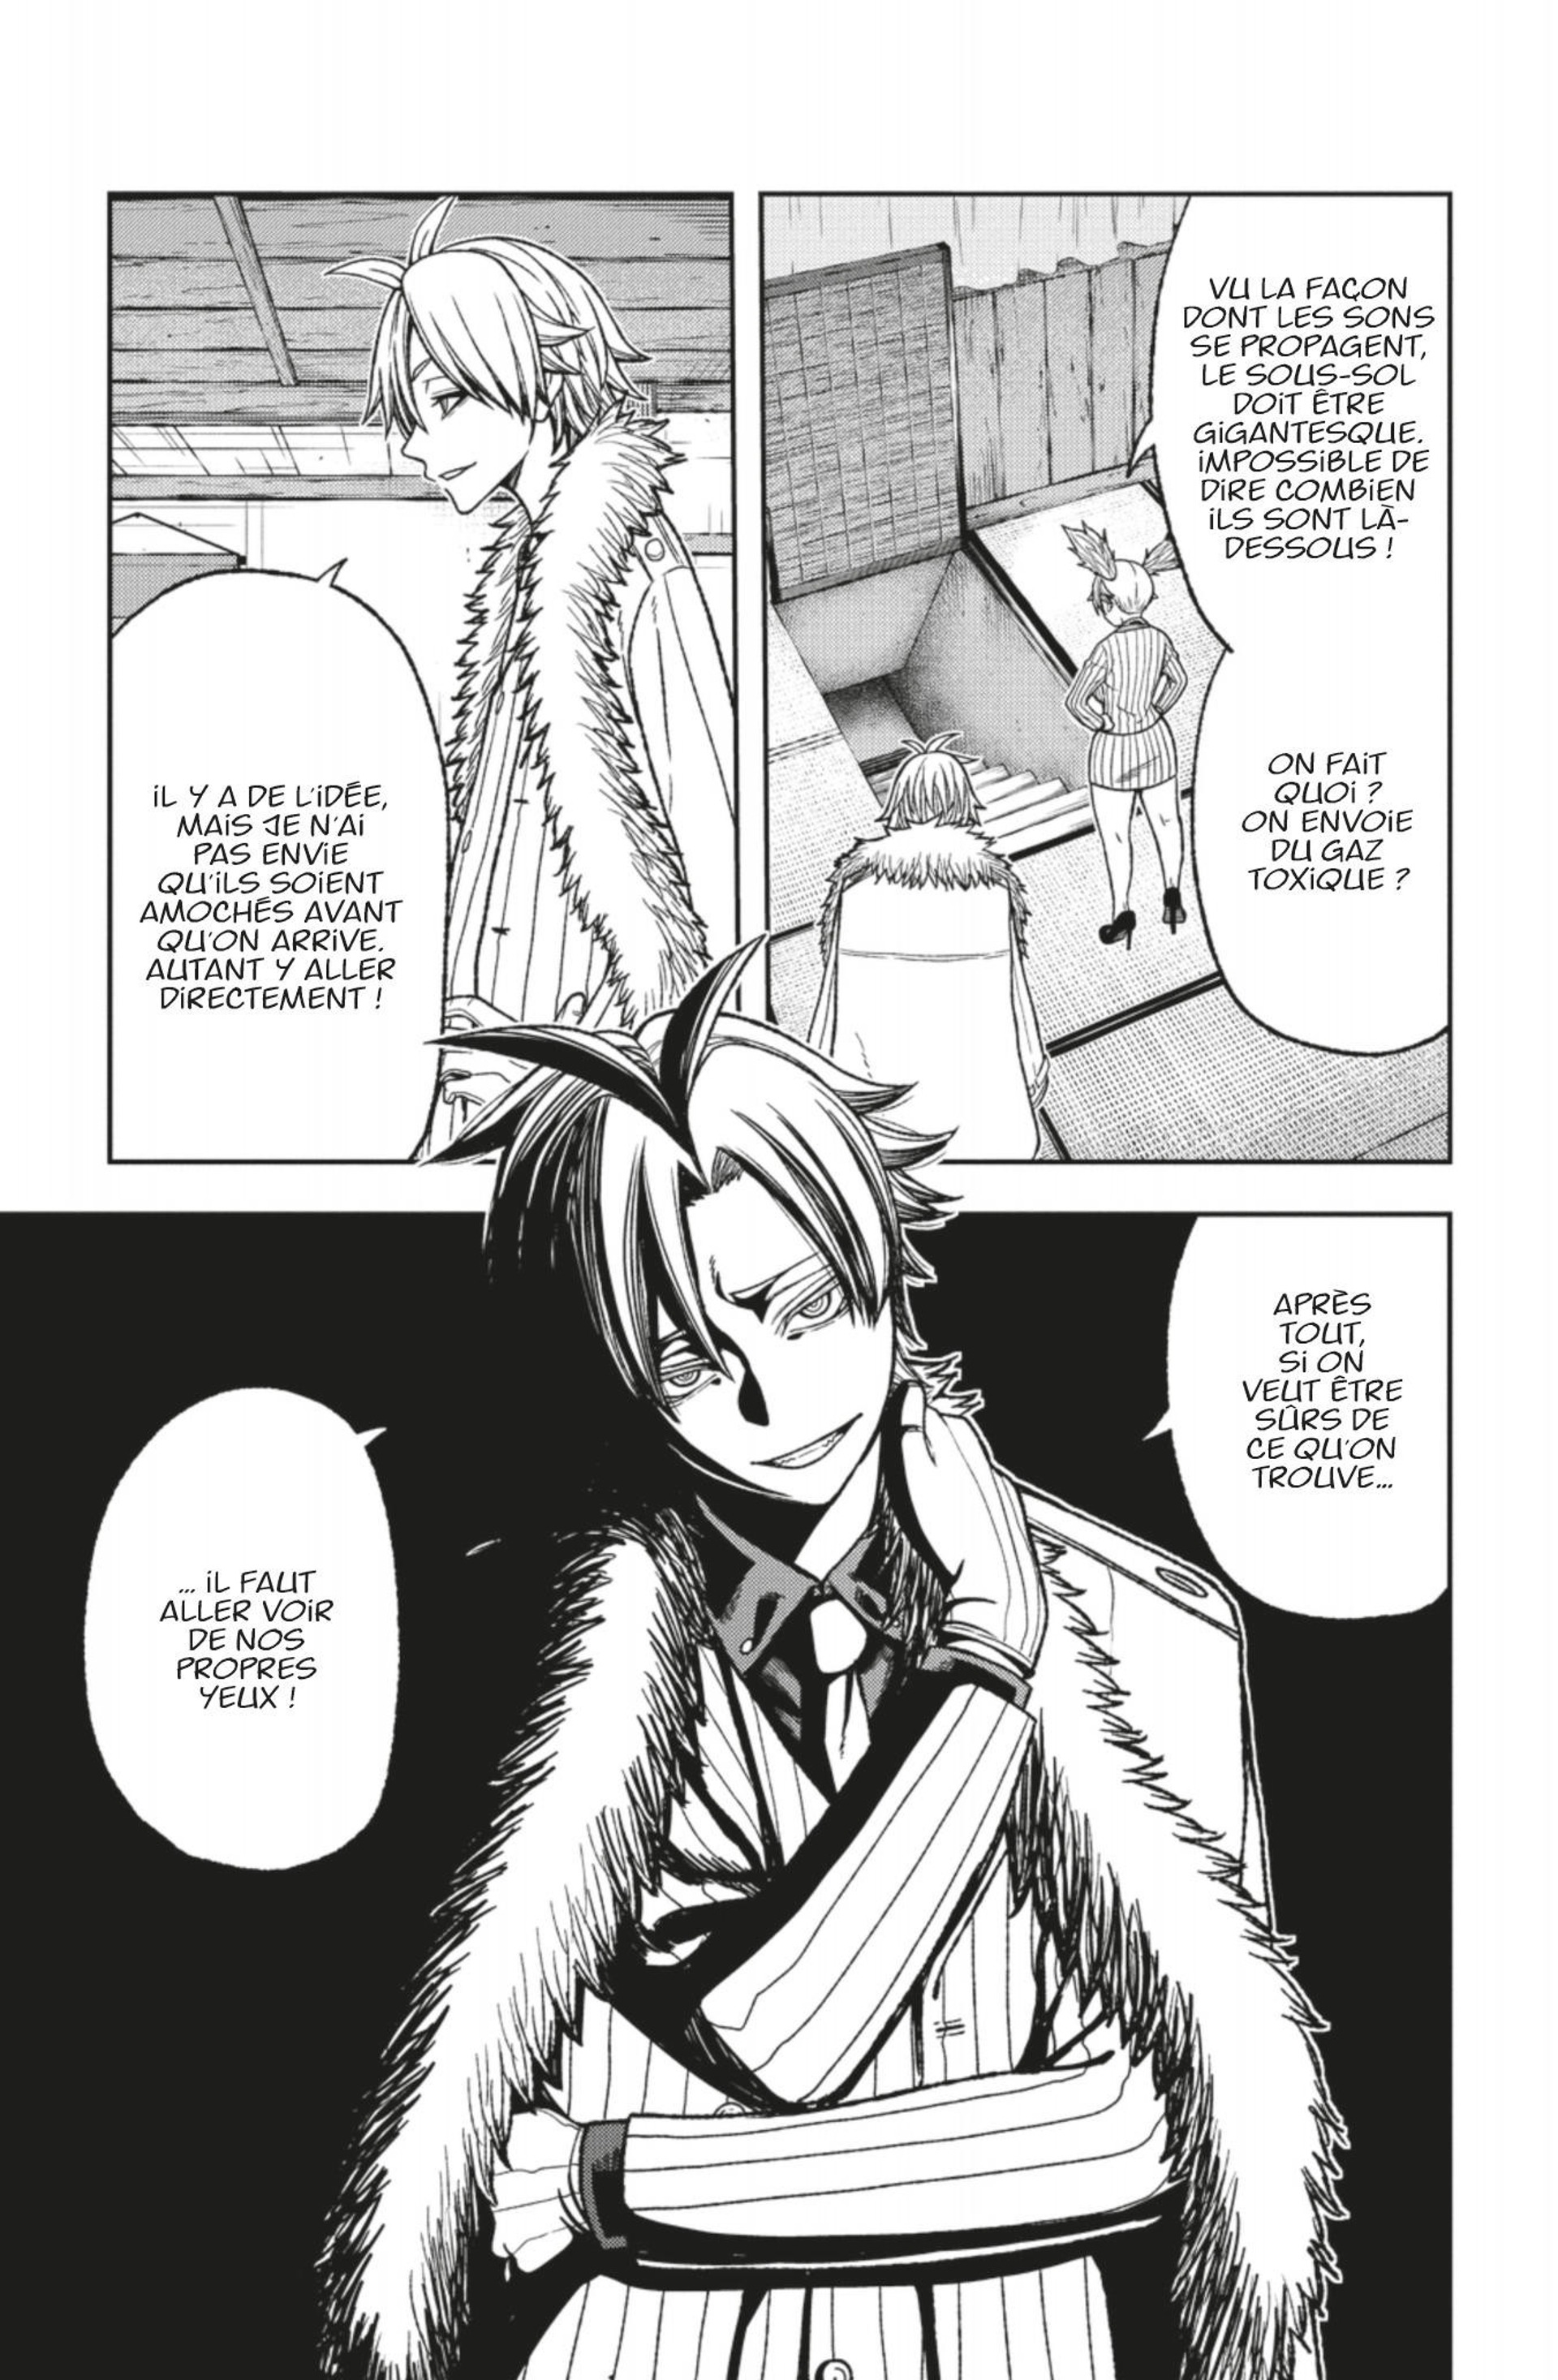 VU LA FAÇON
DONT LES SONS
SE PROPAGENT,
LE SOUS-SOL
DOIT ÊTRE
GIGANTESQUE.
IMPOSSIBLE DE
DIRE COMBIEN
ILS SONT LÀ-
DESSOUS !
ON FAIT
QUOI ?
ON ENVOIE
DU GAZ
TOXIQUE ?
IL Y A DE L'IDÉE,
MAIS JE N'AI
PAS ENVIE
QU'ILS SOIENT
AMOCHÉS AVANT
QU'ON ARRIVE.
AUTANT Y ALLER
DIRECTEMENT !
APRÈS
TOUT,
SI ON
VEUT ÊTRE
SÛRS DE
CE QU'ON
TROUVE...
... IL FAUT
ALLER VOIR
DE NOS
PROPRES
YEUX !